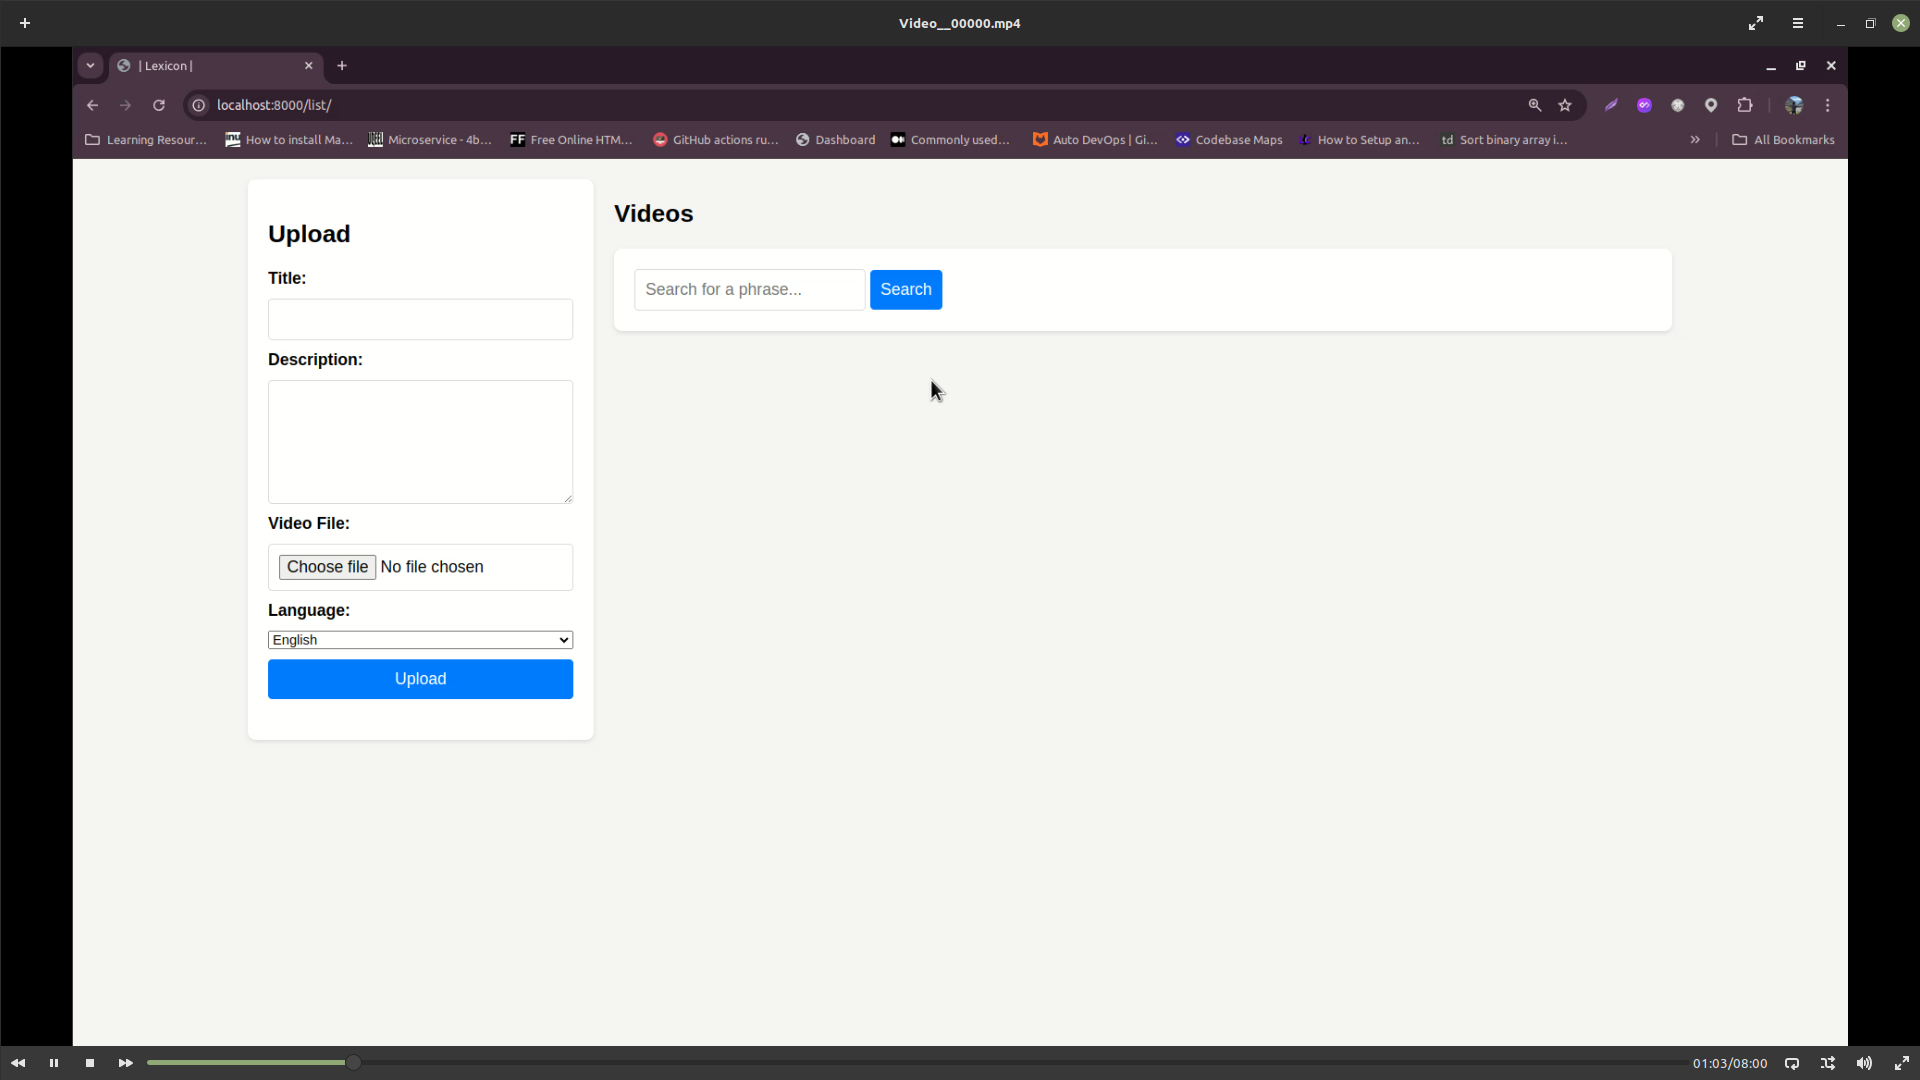 Video__00000.mp4
| Lexicon |
localhost:8000/list/
Learning Resour... How to install Ma... Microservice - 4b... FF Free Online HTM... GitHub actions ru... Dashboard Commonly used... Auto DevOps | Gi... Codebase Maps How to Setup an... td Sort binary array i... All Bookmarks
Upload
Title:
Description:
Video File:
Choose file No file chosen
Language:
English
Upload
Videos
Search for a phrase... Search
01:03/08:00